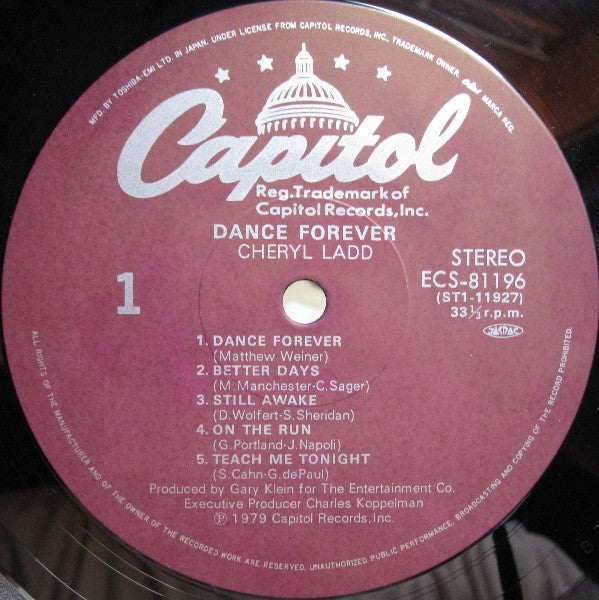 MFD. BY TOSHIBA-EMI LTD. IN JAPAN. UNDER LICENSE FROM CAPITOL RECORDS, INC., TRADEMARK OWNER. MARCA REG.
Capitol
Reg.Trademark of
Capitol Records, Inc.
DANCE FOREVER
CHERYL LADD
STEREO
ECS-81196
(ST1-11927)
33⅓ r.p.m.
1
1. DANCE FOREVER
(Matthew Weiner)
2. BETTER DAYS
(M.Manchester-C.Sager)
3. STILL AWAKE
(D.Wolfert-S.Sheridan)
4. ON THE RUN
(G.Portland-J.Napoli)
5. TEACH ME TONIGHT
(S.Cahn-G.dePaul)
Produced by Gary Klein for The Entertainment Co.
Executive Producer Charles Koppelman
Ⓟ 1979 Capitol Records, Inc.
ALL RIGHTS OF THE MANUFACTURER AND OF THE OWNER OF THE RECORDED WORK ARE RESERVED. UNAUTHORIZED PUBLIC PERFORMANCE, BROADCASTING AND COPYING OF THE RECORD PROHIBITED.